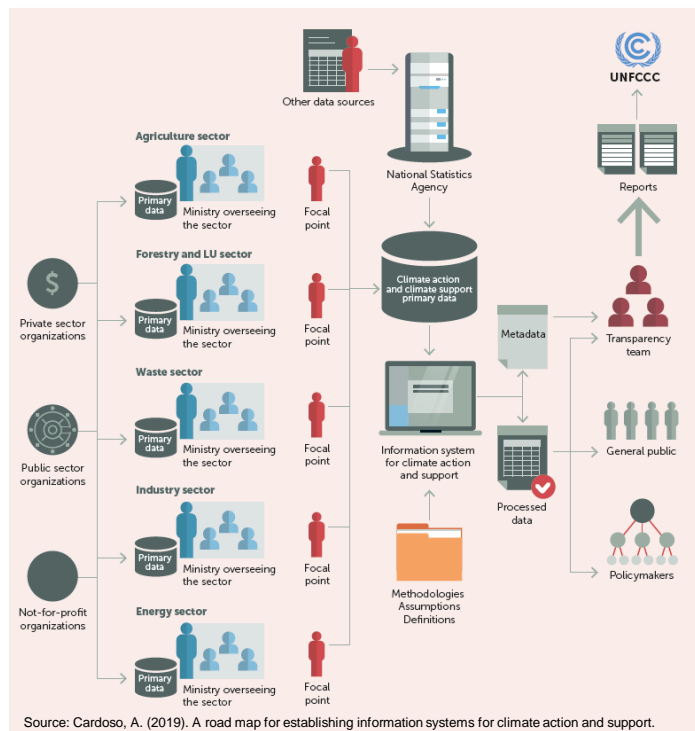 UNFCCC
Other data sources
National Statistics
Agency
Reports
Agriculture sector
Primary
data
Ministry overseeing
the sector
Focal
point
Forestry and LU sector
Primary
data
Ministry overseeing
the sector
Focal
point
Climate action
and climate support
primary data
$
Private sector
organizations
Metadata
Transparency
team
Waste sector
Primary
data
Ministry overseeing
the sector
Focal
point
Information system
for climate action
and support
Public sector
organizations
General public
Processed
data
Industry sector
Primary
data
Ministry overseeing
the sector
Focal
point
Methodologies
Assumptions
Definitions
Policymakers
Not-for-profit
organizations
Energy sector
Primary
data
Ministry overseeing
the sector
Focal
point
Source: Cardoso, A. (2019). A road map for establishing information systems for climate action and support.